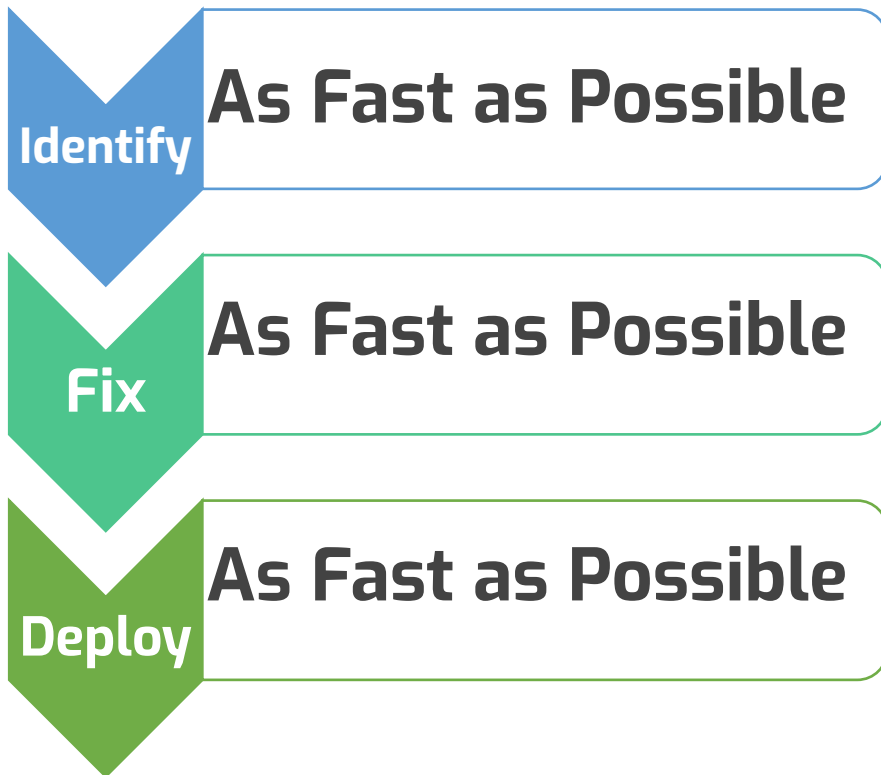 Identify
As Fast as Possible
Fix
As Fast as Possible
Deploy
As Fast as Possible